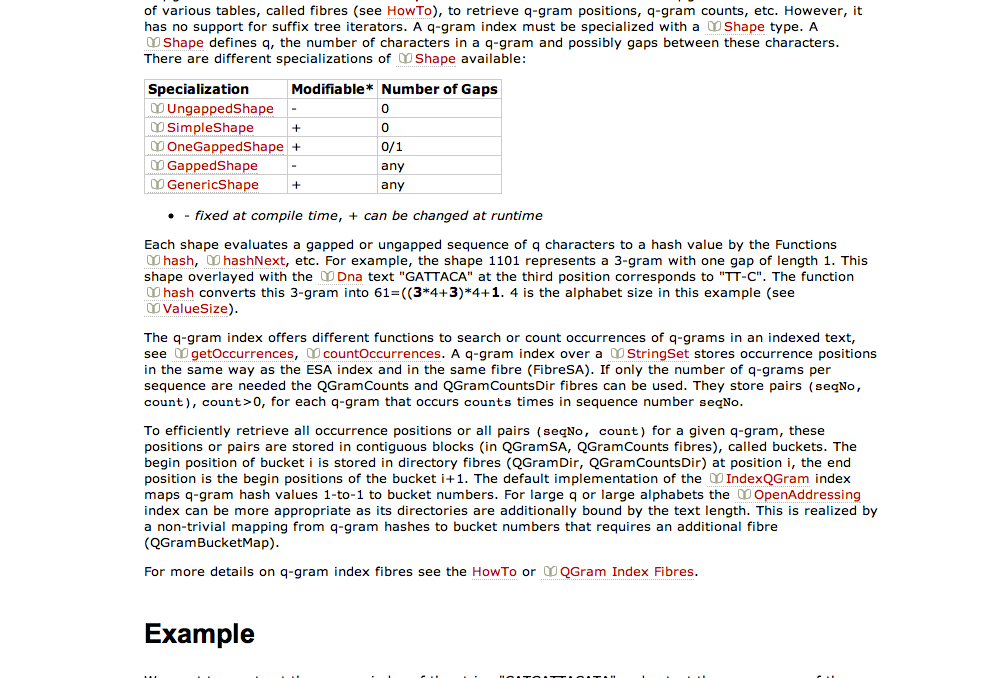 of various tables, called fibres (see HowTo), to retrieve q-gram positions, q-gram counts, etc. However, it
has no support for suffix tree iterators. A q-gram index must be specialized with a Shape type. A
Shape defines q, the number of characters in a q-gram and possibly gaps between these characters.
There are different specializations of Shape available:
Specialization Modifiable* Number of Gaps
UngappedShape - 0
SimpleShape + 0
OneGappedShape + 0/1
GappedShape - any
GenericShape + any
• - fixed at compile time, + can be changed at runtime
Each shape evaluates a gapped or ungapped sequence of q characters to a hash value by the Functions
hash, hashNext, etc. For example, the shape 1101 represents a 3-gram with one gap of length 1. This
shape overlayed with the Dna text "GATTACA" at the third position corresponds to "TT-C". The function
hash converts this 3-gram into 61=((3*4+3)*4+1. 4 is the alphabet size in this example (see
ValueSize).
The q-gram index offers different functions to search or count occurrences of q-grams in an indexed text,
see getOccurrences, countOccurrences. A q-gram index over a StringSet stores occurrence positions
in the same way as the ESA index and in the same fibre (FibreSA). If only the number of q-grams per
sequence are needed the QGramCounts and QGramCountsDir fibres can be used. They store pairs (seqNo,
count), count>0, for each q-gram that occurs counts times in sequence number seqNo.
To efficiently retrieve all occurrence positions or all pairs (seqNo, count) for a given q-gram, these
positions or pairs are stored in contiguous blocks (in QGramSA, QGramCounts fibres), called buckets. The
begin position of bucket i is stored in directory fibres (QGramDir, QGramCountsDir) at position i, the end
position is the begin positions of the bucket i+1. The default implementation of the IndexQGram index
maps q-gram hash values 1-to-1 to bucket numbers. For large q or large alphabets the OpenAddressing
index can be more appropriate as its directories are additionally bound by the text length. This is realized by
a non-trivial mapping from q-gram hashes to bucket numbers that requires an additional fibre
(QGramBucketMap).
For more details on q-gram index fibres see the HowTo or QGram Index Fibres.
Example